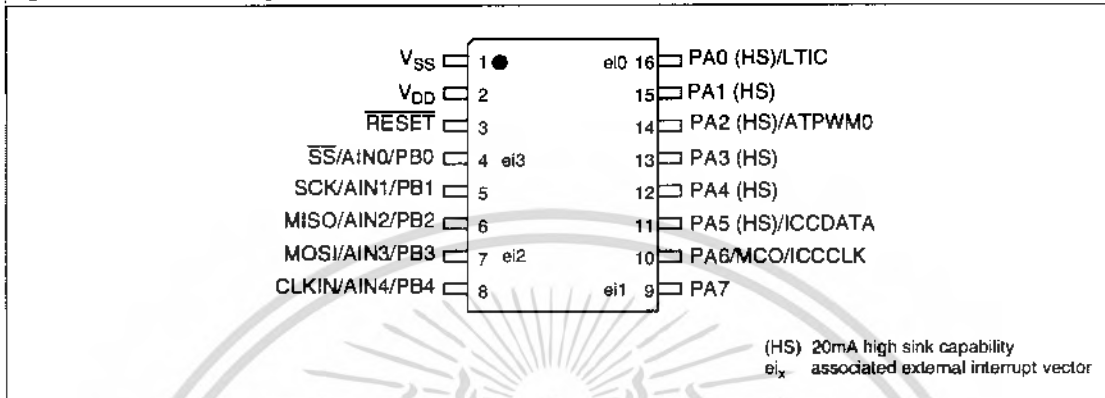 VSS 1 ei0 16 PA0 (HS)/LTIC
VDD 2 15 PA1 (HS)
RESET 3 14 PA2 (HS)/ATPWM0
SS/AIN0/PB0 4 ei3 13 PA3 (HS)
SCK/AIN1/PB1 5 12 PA4 (HS)
MISO/AIN2/PB2 6 11 PA5 (HS)/ICCDATA
MOSI/AIN3/PB3 7 ei2 10 PA6/MCO/ICCCLK
CLKIN/AIN4/PB4 8 ei1 9 PA7
(HS) 20mA high sink capability
eix associated external interrupt vector